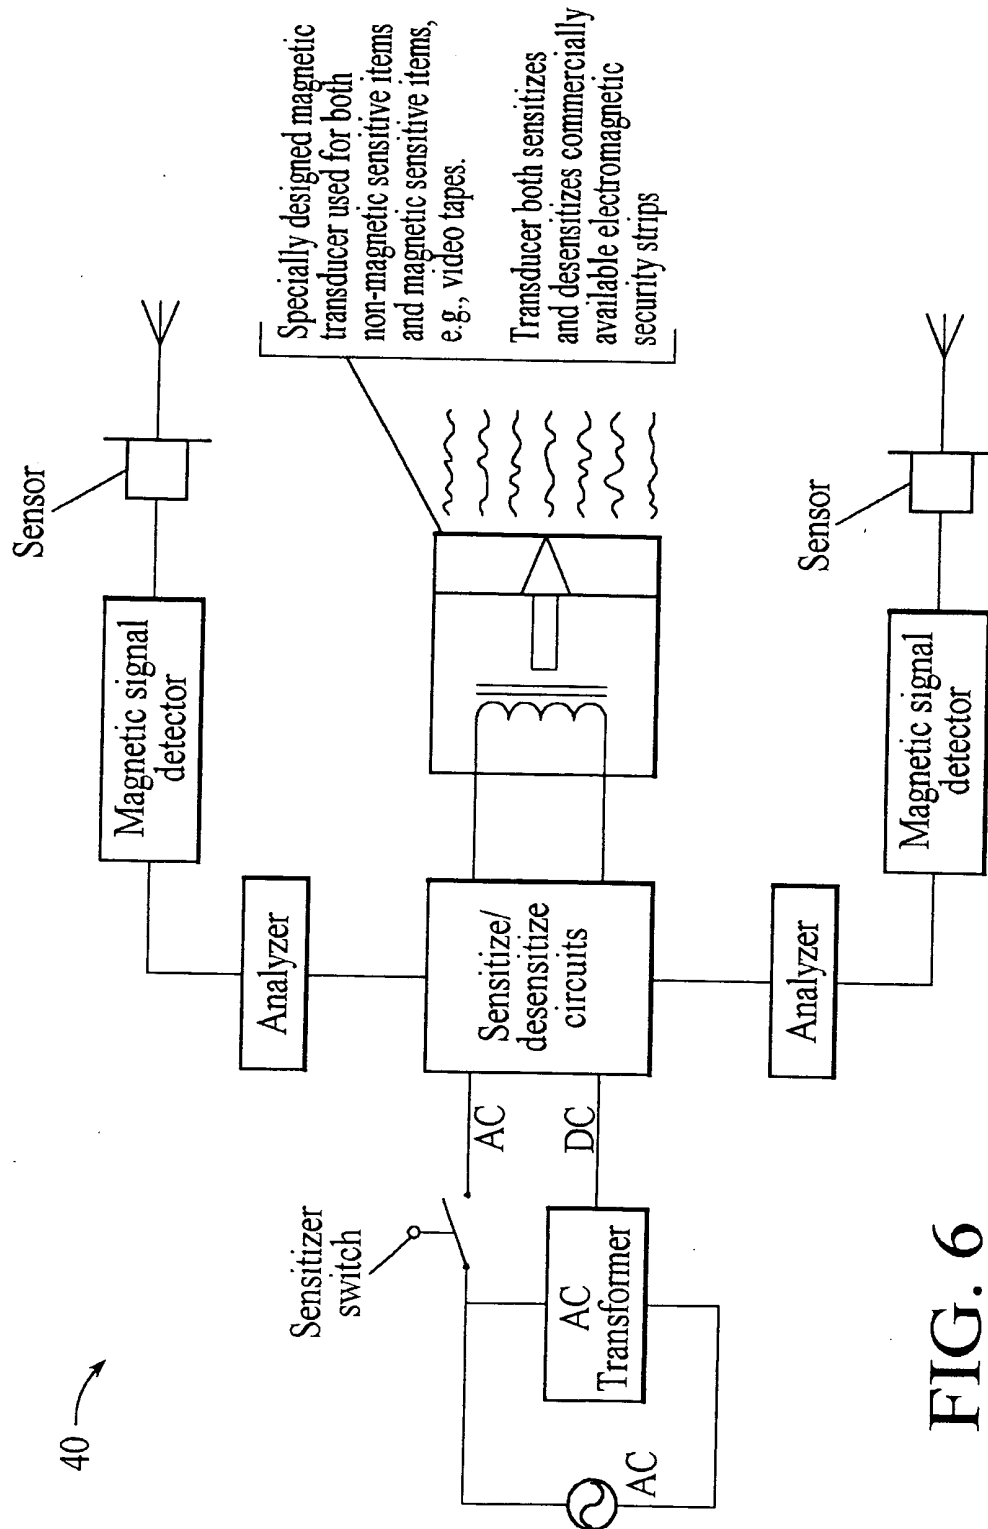 40
Sensor
Magnetic signal
detector
Analyzer
Specially designed magnetic
transducer used for both
non-magnetic sensitive items
and magnetic sensitive items,
e.g., video tapes.
Transducer both sensitizes
and desensitizes commercially
available electromagnetic
security strips
Sensitizer
switch
AC
DC
Sensitize/
desensitize
circuits
AC
Transformer
AC
Sensor
Magnetic signal
detector
Analyzer
FIG. 6